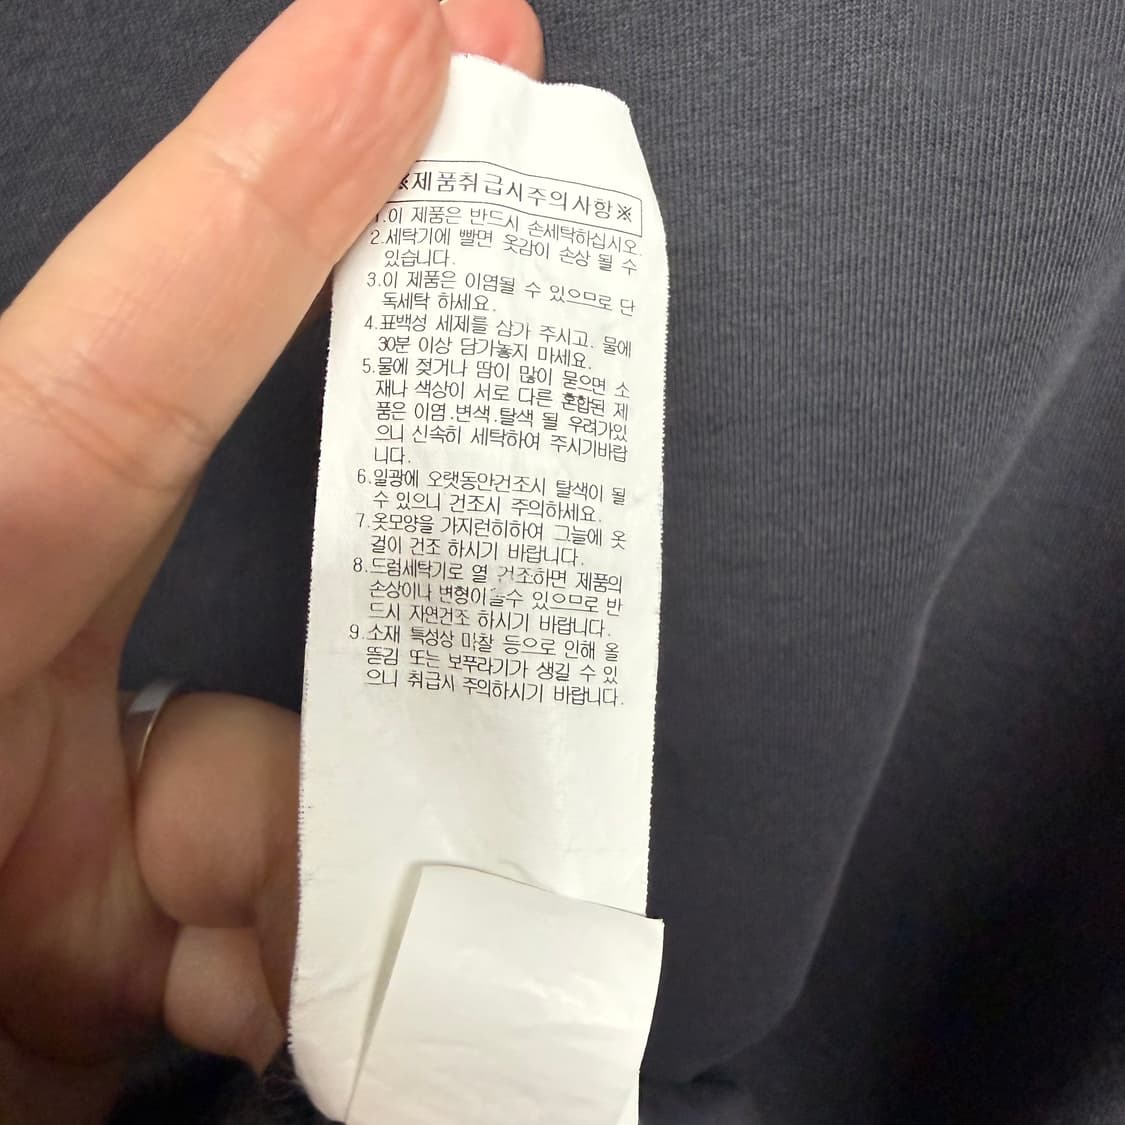 ※제품취급시주의사항※
1.이 제품은 반드시 손세탁하십시오.
2.세탁기에 빨면 옷감이 손상 될 수
있습니다.
3.이 제품은 이염될 수 있으므로 단
독세탁 하세요.
4.표백성 세제를 삼가 주시고. 물에
30분 이상 담가놓지 마세요.
5.물에 젖거나 땀이 많이 묻으면 소
재나 색상이 서로 다른 혼합된 제
품은 이염.변색.탈색 될 우려가있
으니 신속히 세탁하여 주시기바랍
니다.
6.일광에 오랫동안건조시 탈색이 될
수 있으니 건조시 주의하세요.
7.옷모양을 가지런히하여 그늘에 옷
걸이 건조 하시기 바랍니다.
8.드럼세탁기로 열 건조하면 제품의
손상이나 변형이올수 있으므로 반
드시 자연건조 하시기 바랍니다.
9.소재 특성상 마찰 등으로 인해 올
뜯김 또는 보푸라기가 생길 수 있
으니 취급시 주의하시기 바랍니다.